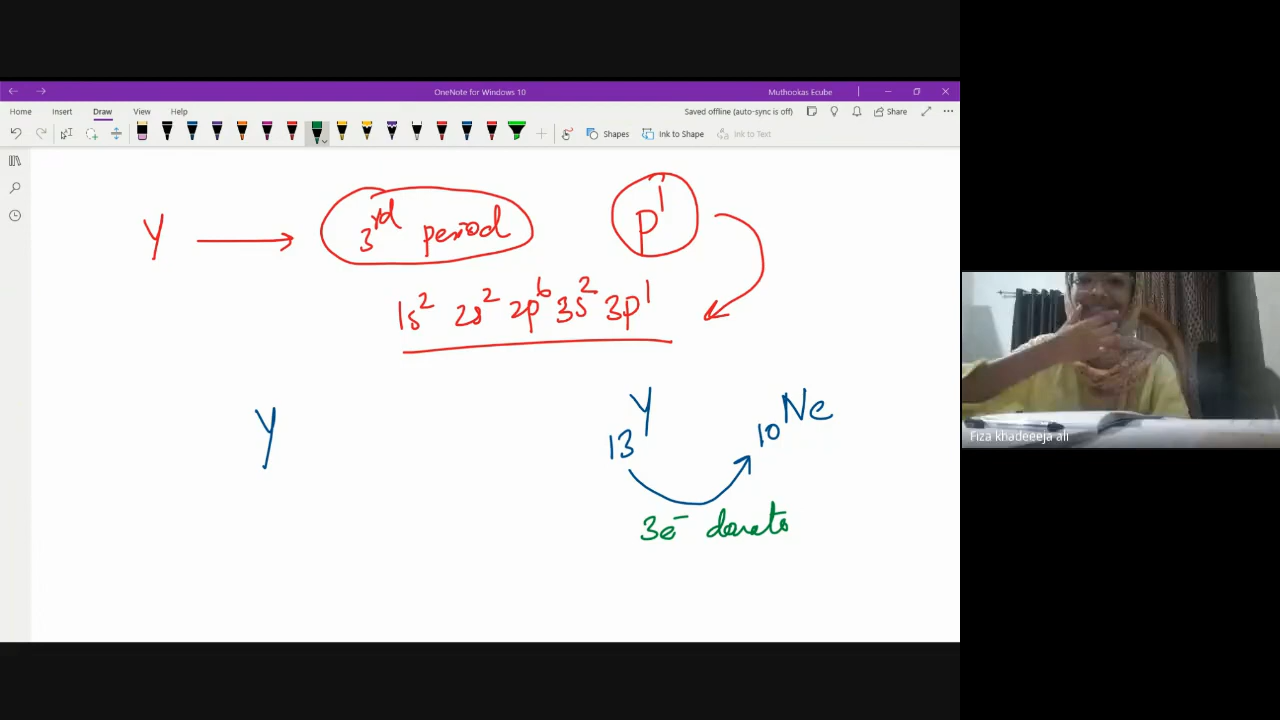 OneNote for Windows 10
Muthookas Ecube
Home Insert Draw View Help
Saved offline (auto-sync is off)
Share
Shapes
Ink to Shape
Ink to Text
Y → 3rd period p¹
1s² 2s² 2p⁶ 3s² 3p¹
Y
₁₃Y ₁₀Ne
3e⁻ donate
Fiza khadeeeja ali